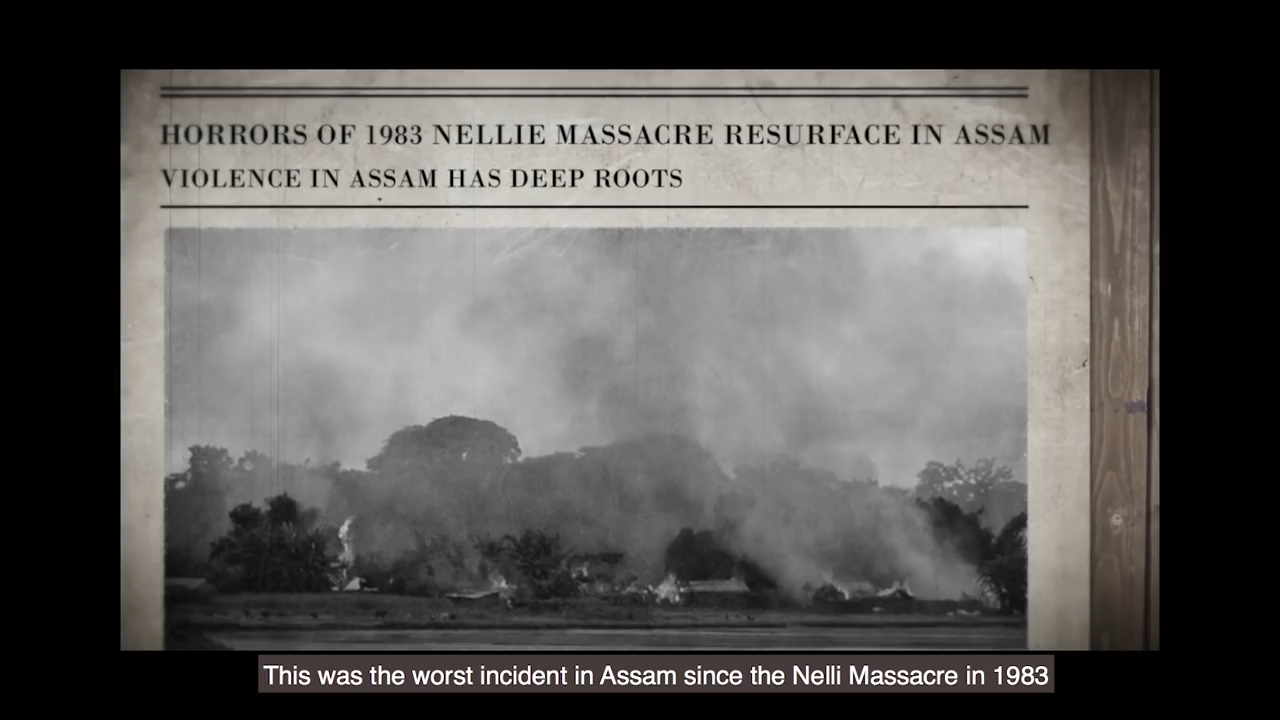 HORRORS OF 1983 NELLIE MASSACRE RESURFACE IN ASSAM
VIOLENCE IN ASSAM HAS DEEP ROOTS
This was the worst incident in Assam since the Nelli Massacre in 1983